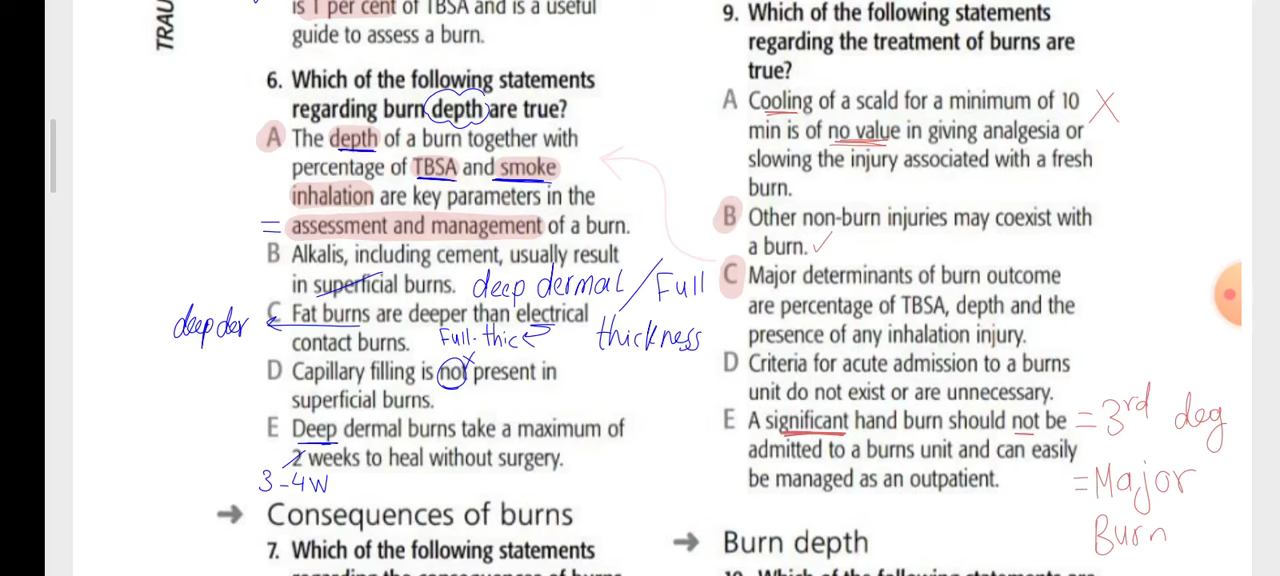 TRAU
is 1 per cent of TBSA and is a useful
guide to assess a burn.
6. Which of the following statements
regarding burn depth are true?
A The depth of a burn together with
percentage of TBSA and smoke
inhalation are key parameters in the
= assessment and management of a burn.
B Alkalis, including cement, usually result
in superficial burns. deep dermal / Full
thickness
deep der
C Fat burns are deeper than electrical
contact burns. Full-thic
D Capillary filling is not present in
superficial burns.
E Deep dermal burns take a maximum of
2 weeks to heal without surgery.
3-4W
→ Consequences of burns
7. Which of the following statements
9. Which of the following statements
regarding the treatment of burns are
true?
A Cooling of a scald for a minimum of 10
min is of no value in giving analgesia or
slowing the injury associated with a fresh
burn.
B Other non-burn injuries may coexist with
a burn.
C Major determinants of burn outcome
are percentage of TBSA, depth and the
presence of any inhalation injury.
D Criteria for acute admission to a burns
unit do not exist or are unnecessary.
E A significant hand burn should not be
admitted to a burns unit and can easily
be managed as an outpatient.
= 3rd deg
= Major
Burn
→ Burn depth